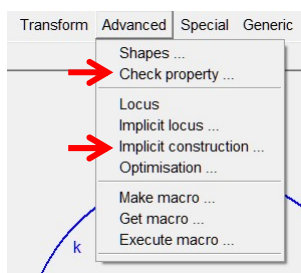 Transform Advanced Special Generic
Shapes ...
Check property ...
Locus
Implicit locus ...
Implicit construction ...
Optimisation ...
Make macro ...
Get macro ...
Execute macro ...
k